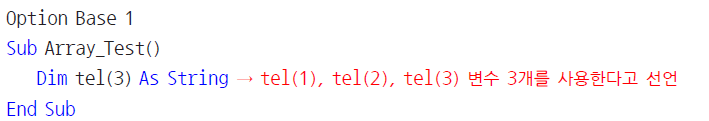 Option Base 1
Sub Array_Test()
Dim tel(3) As String → tel(1), tel(2), tel(3) 변수 3개를 사용한다고 선언
End Sub